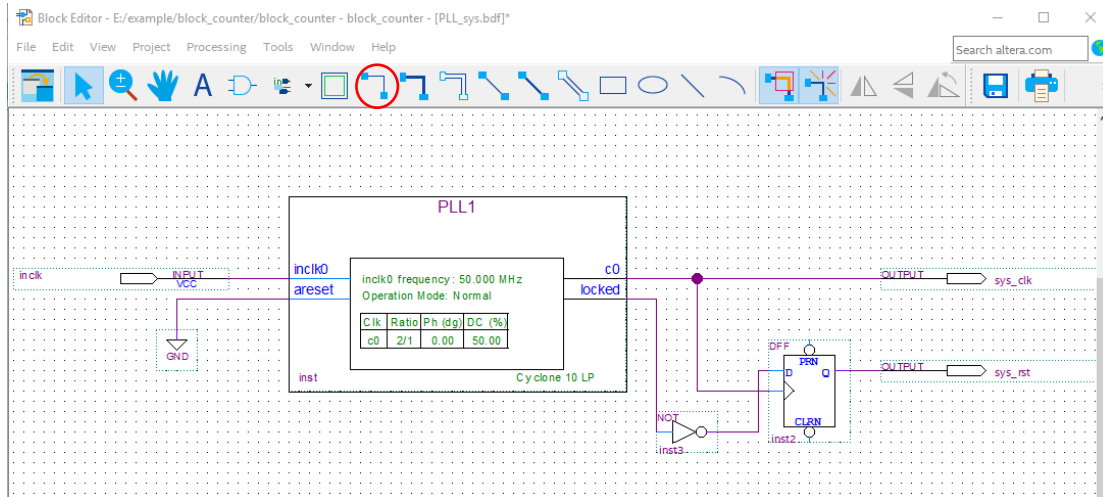 Block Editor - E:/example/block_counter/block_counter - block_counter - [PLL_sys.bdf]*
File Edit View Project Processing Tools Window Help
Search altera.com
A
PLL1
inclk
INPUT
VCC
inclk0
c0
areset
locked
inclk0 frequency: 50.000 MHz
Operation Mode: Normal
Clk Ratio Ph (dg) DC (%)
c0 2/1 0.00 50.00
inst
Cyclone 10 LP
GND
OUTPUT
sys_clk
DFF
PRN
D Q
CLRN
inst2
OUTPUT
sys_rst
NOT
inst3